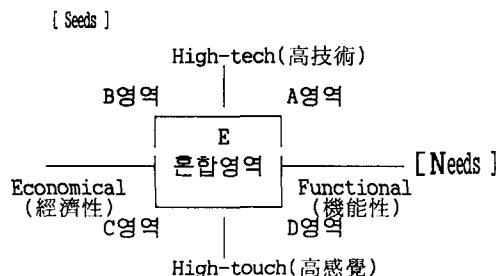 [ Seeds ]
High-tech(高技術)
B영역 A영역
E
혼합영역
[ Needs ]
Economical Functional
(經濟性) (機能性)
C영역 D영역
High-touch(高感覺)